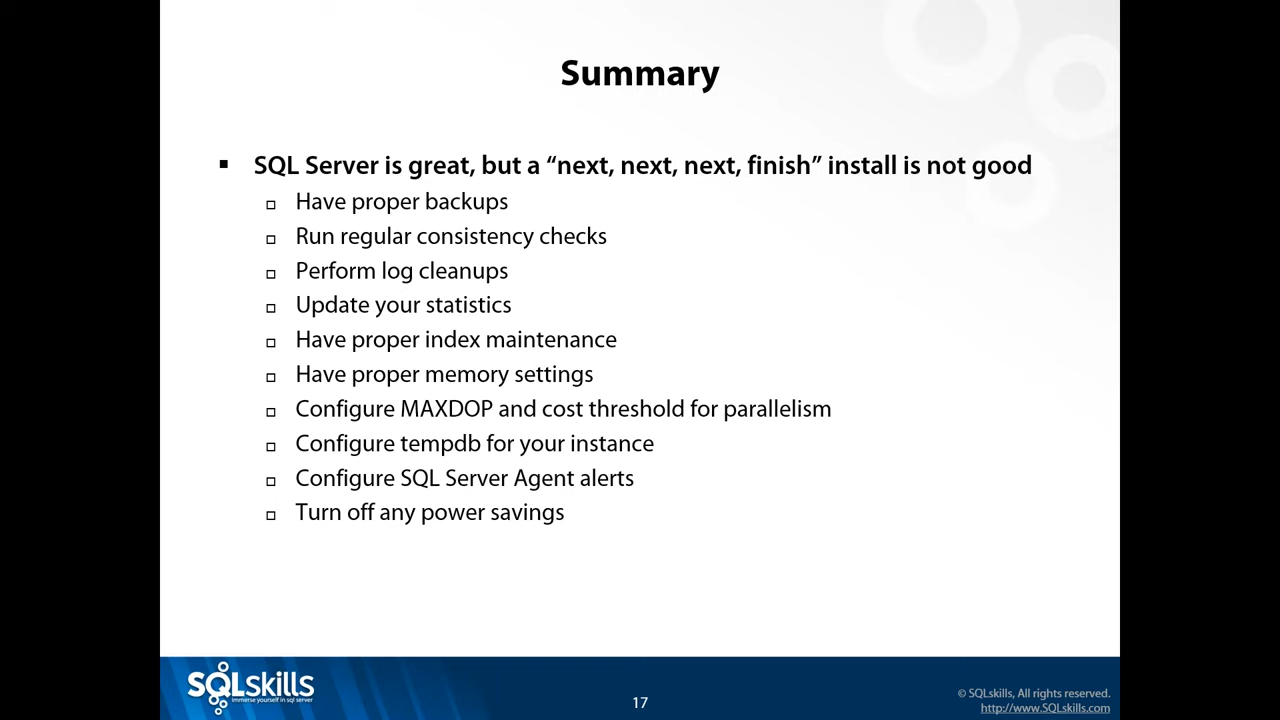 Summary
▪ SQL Server is great, but a “next, next, next, finish” install is not good
▫ Have proper backups
▫ Run regular consistency checks
▫ Perform log cleanups
▫ Update your statistics
▫ Have proper index maintenance
▫ Have proper memory settings
▫ Configure MAXDOP and cost threshold for parallelism
▫ Configure tempdb for your instance
▫ Configure SQL Server Agent alerts
▫ Turn off any power savings
SQLskills
immerse yourself in sql server
17
© SQLskills, All rights reserved.
http://www.SQLskills.com